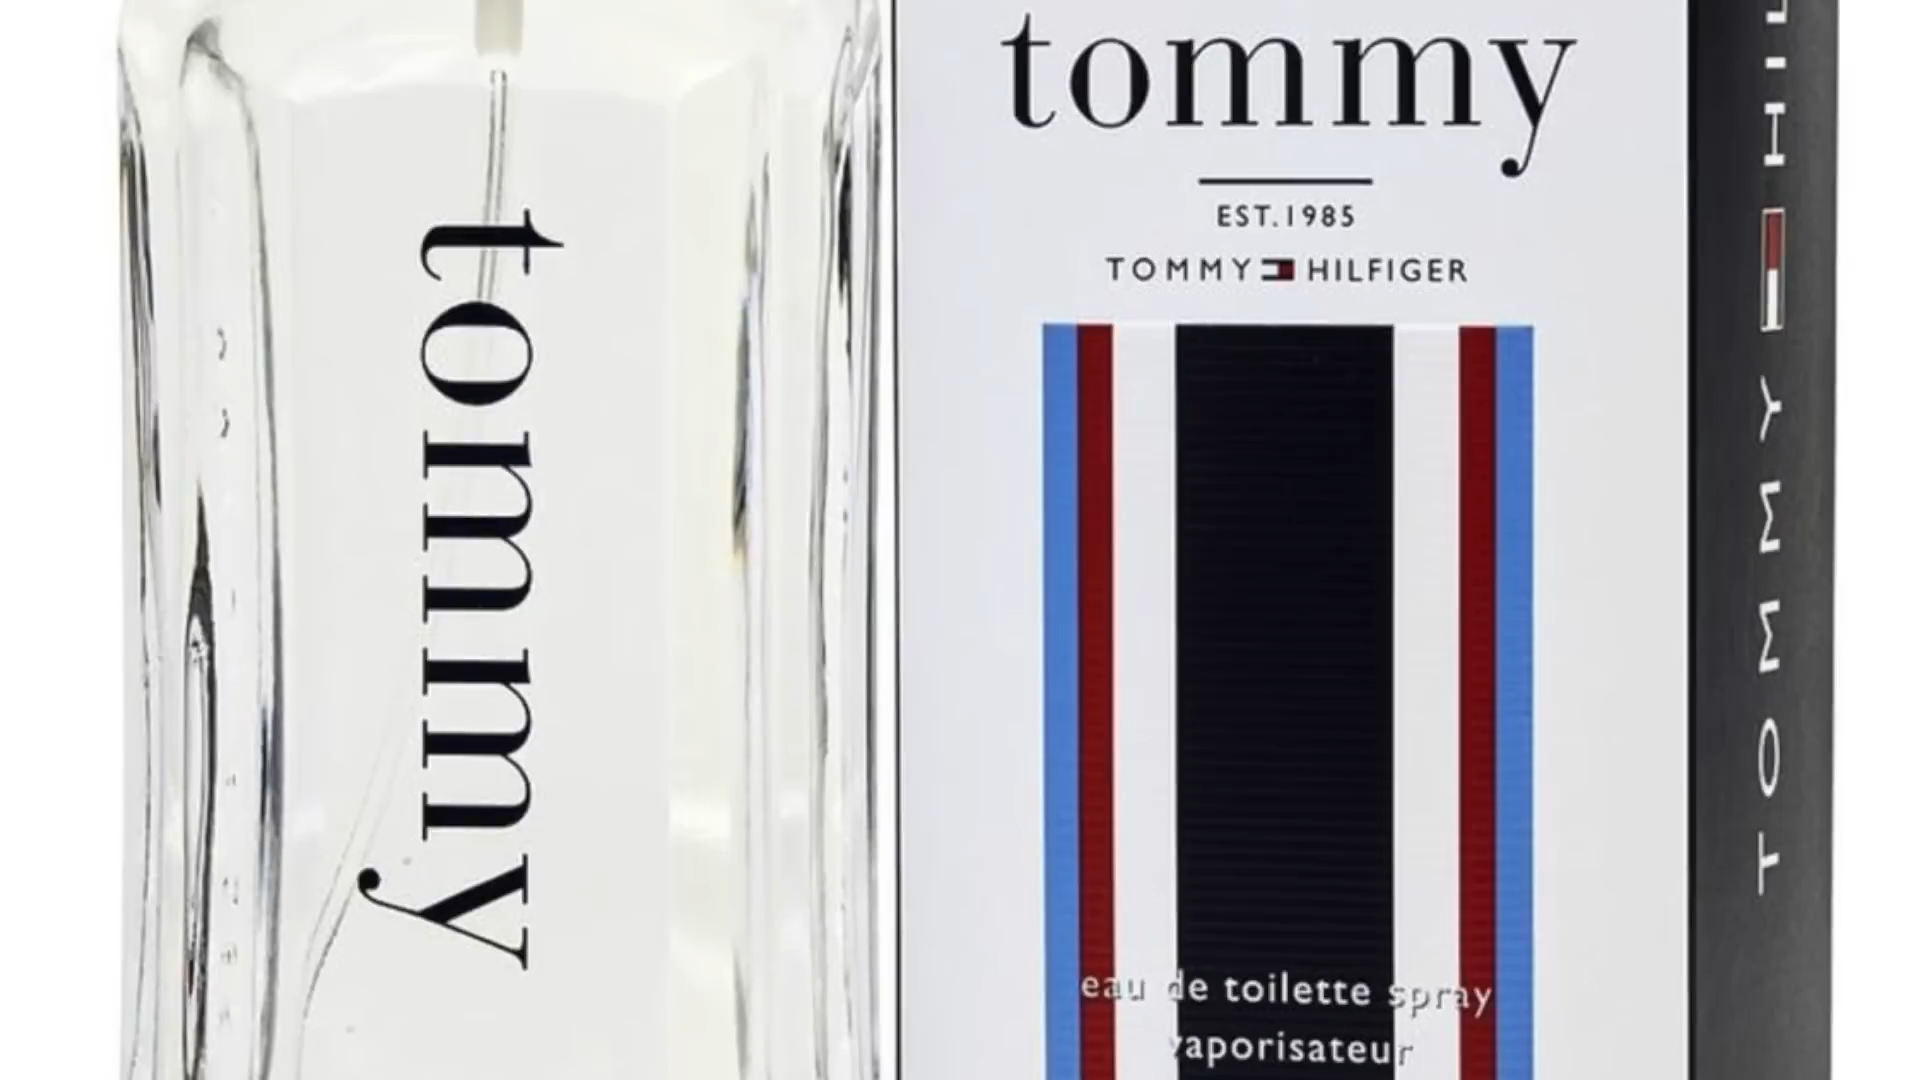 tommy
tommy
EST.1985
TOMMY HILFIGER
eau de toilette spray
vaporisateur
TOMMY HIL